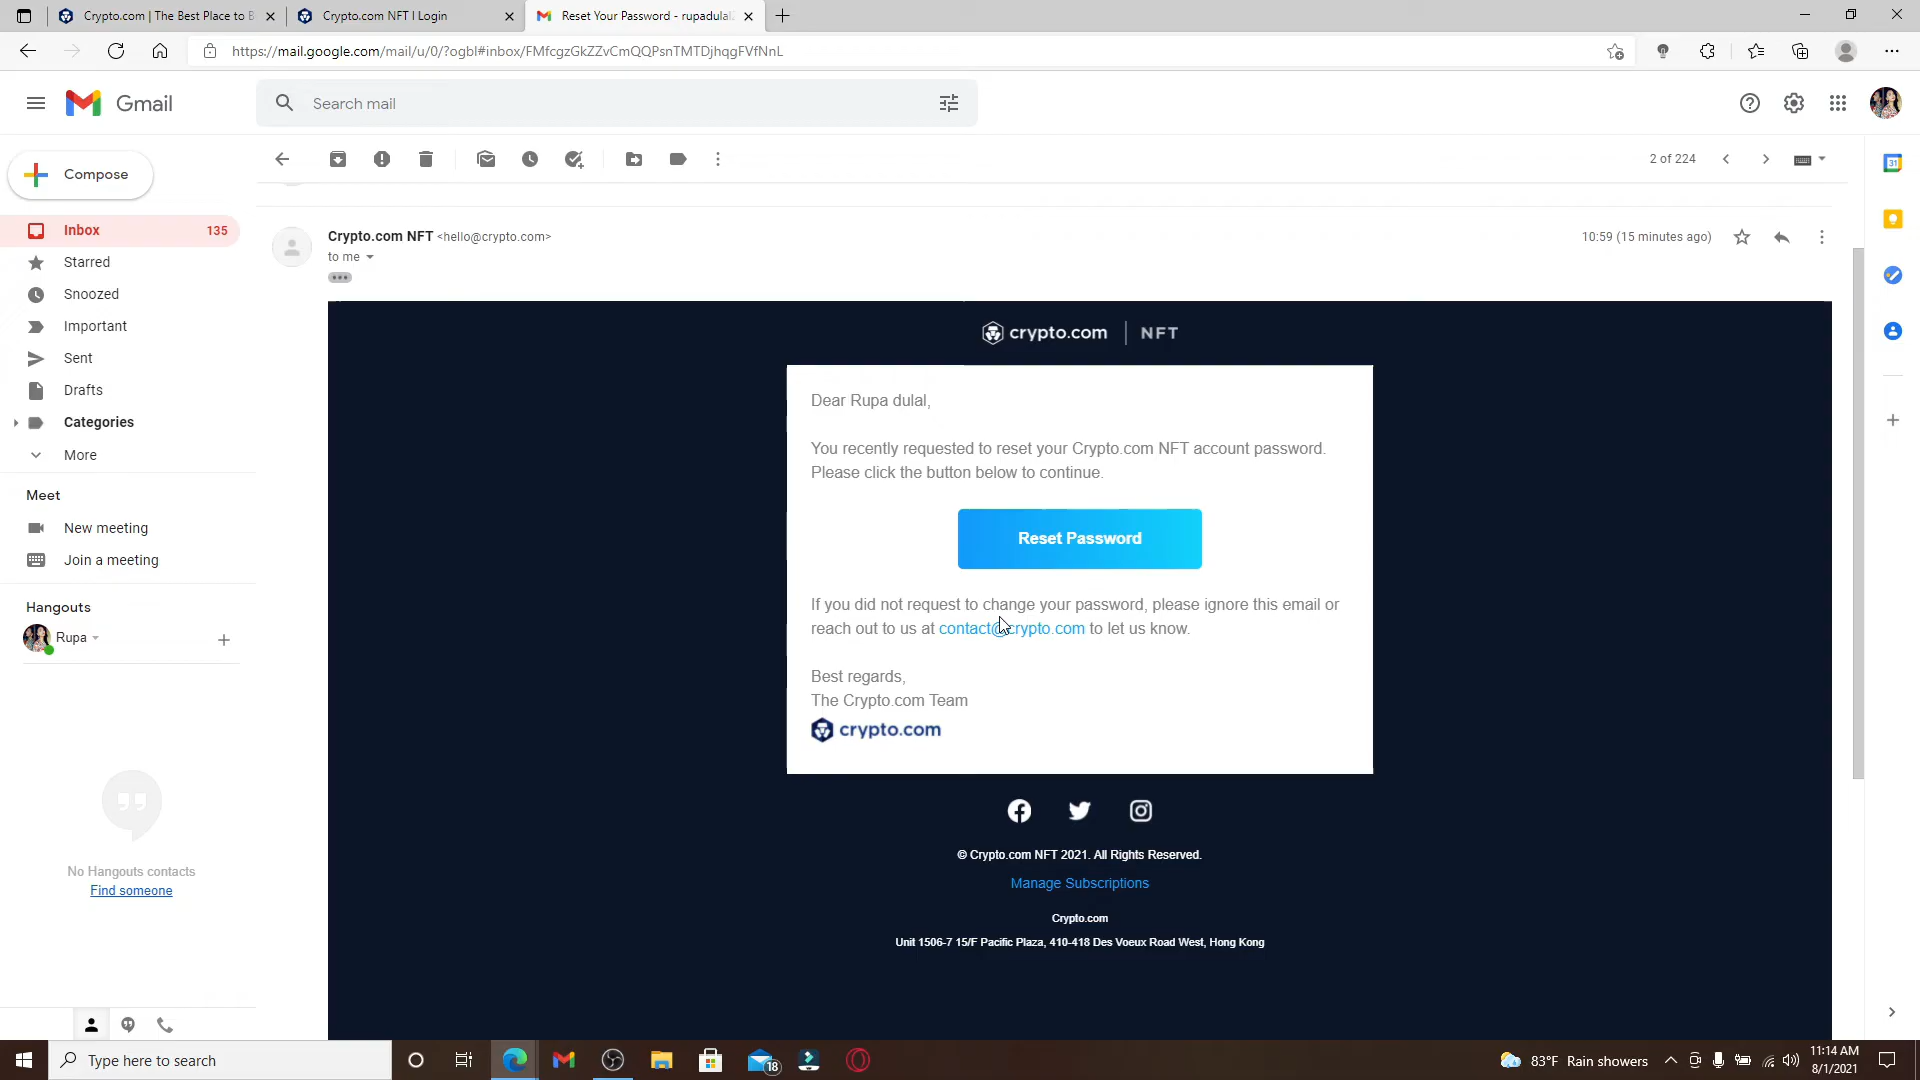 Crypto.com | The Best Place to B
Crypto.com NFT | Login
Reset Your Password - rupadulal
https://mail.google.com/mail/u/0/?ogbl#inbox/FMfcgzGkZZvCmQQPsnTMTDjhqgFVfNnL
Gmail
Search mail
Compose
2 of 224
Inbox
135
Starred
Snoozed
Important
Sent
Drafts
Categories
More
Meet
New meeting
Join a meeting
Hangouts
Rupa
No Hangouts contacts
Find someone
Crypto.com NFT <hello@crypto.com>
10:59 (15 minutes ago)
to me
crypto.com | NFT
Dear Rupa dulal,
You recently requested to reset your Crypto.com NFT account password.
Please click the button below to continue.
Reset Password
If you did not request to change your password, please ignore this email or
reach out to us at contact@crypto.com to let us know.
Best regards,
The Crypto.com Team
crypto.com
© Crypto.com NFT 2021. All Rights Reserved.
Manage Subscriptions
Crypto.com
Unit 1506-7 15/F Pacific Plaza, 410-418 Des Voeux Road West, Hong Kong
31
Type here to search
18
83°F Rain showers
11:14 AM
8/1/2021